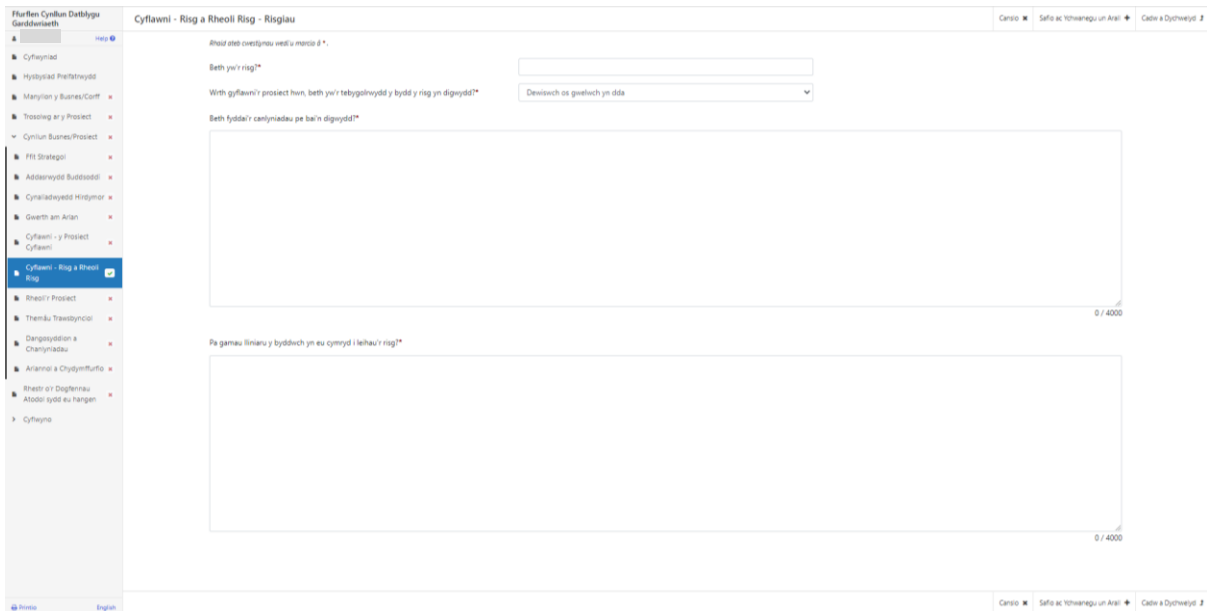 Ffurflen Cynllun Datblygu
Garddwriaeth
Help
Cyflwyniad
Hysbysiad Preifatrwydd
Manylion y Busnes/Corff
Trosolwg ar y Prosiect
Cynllun Busnes/Prosiect
Ffit Strategol
Addasrwydd Buddsoddi
Cynaliadwyedd Hirdymor
Gwerth am Arian
Cyflawni - y Prosiect
Cyflawni
Cyflawni - Risg a Rheoli
Risg
Rheoli'r Prosiect
Themâu Trawsbynciol
Dangosyddion a
Chanlyniadau
Ariannol a Chydymffurfio
Rhestr o'r Dogfennau
Atodol sydd eu hangen
Cyflwyno
Printio
English
Cyflawni - Risg a Rheoli Risg - Risgiau
Canslo
Safio ac Ychwanegu un Arall
Cadw a Dychwelyd
Rhaid ateb cwestiynau wedi'u marcio â * .
Beth yw'r risg?*
Wrth gyflawni'r prosiect hwn, beth yw'r tebygolrwydd y bydd y risg yn digwydd?*
Dewiswch os gwelwch yn dda
Beth fyddai'r canlyniadau pe bai'n digwydd?*
0 / 4000
Pa gamau lliniaru y byddwch yn eu cymryd i leihau'r risg?*
0 / 4000
Canslo
Safio ac Ychwanegu un Arall
Cadw a Dychwelyd